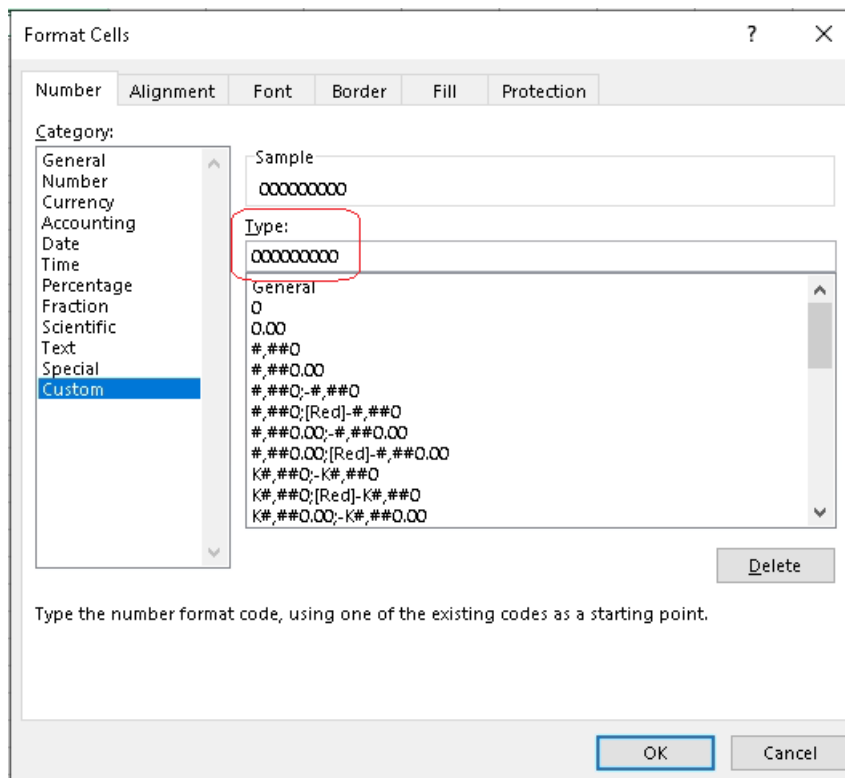 Format Cells ? X
Number Alignment Font Border Fill Protection
Category:
General
Number
Currency
Accounting
Date
Time
Percentage
Fraction
Scientific
Text
Special
Custom
Sample
000000000
Type:
000000000
General
0
0.00
#,##0
#,##0.00
#,##0;-#,##0
#,##0;[Red]-#,##0
#,##0.00;-#,##0.00
#,##0.00;[Red]-#,##0.00
K#,##0;-K#,##0
K#,##0;[Red]-K#,##0
K#,##0.00;-K#,##0.00
Delete
Type the number format code, using one of the existing codes as a starting point.
OK Cancel